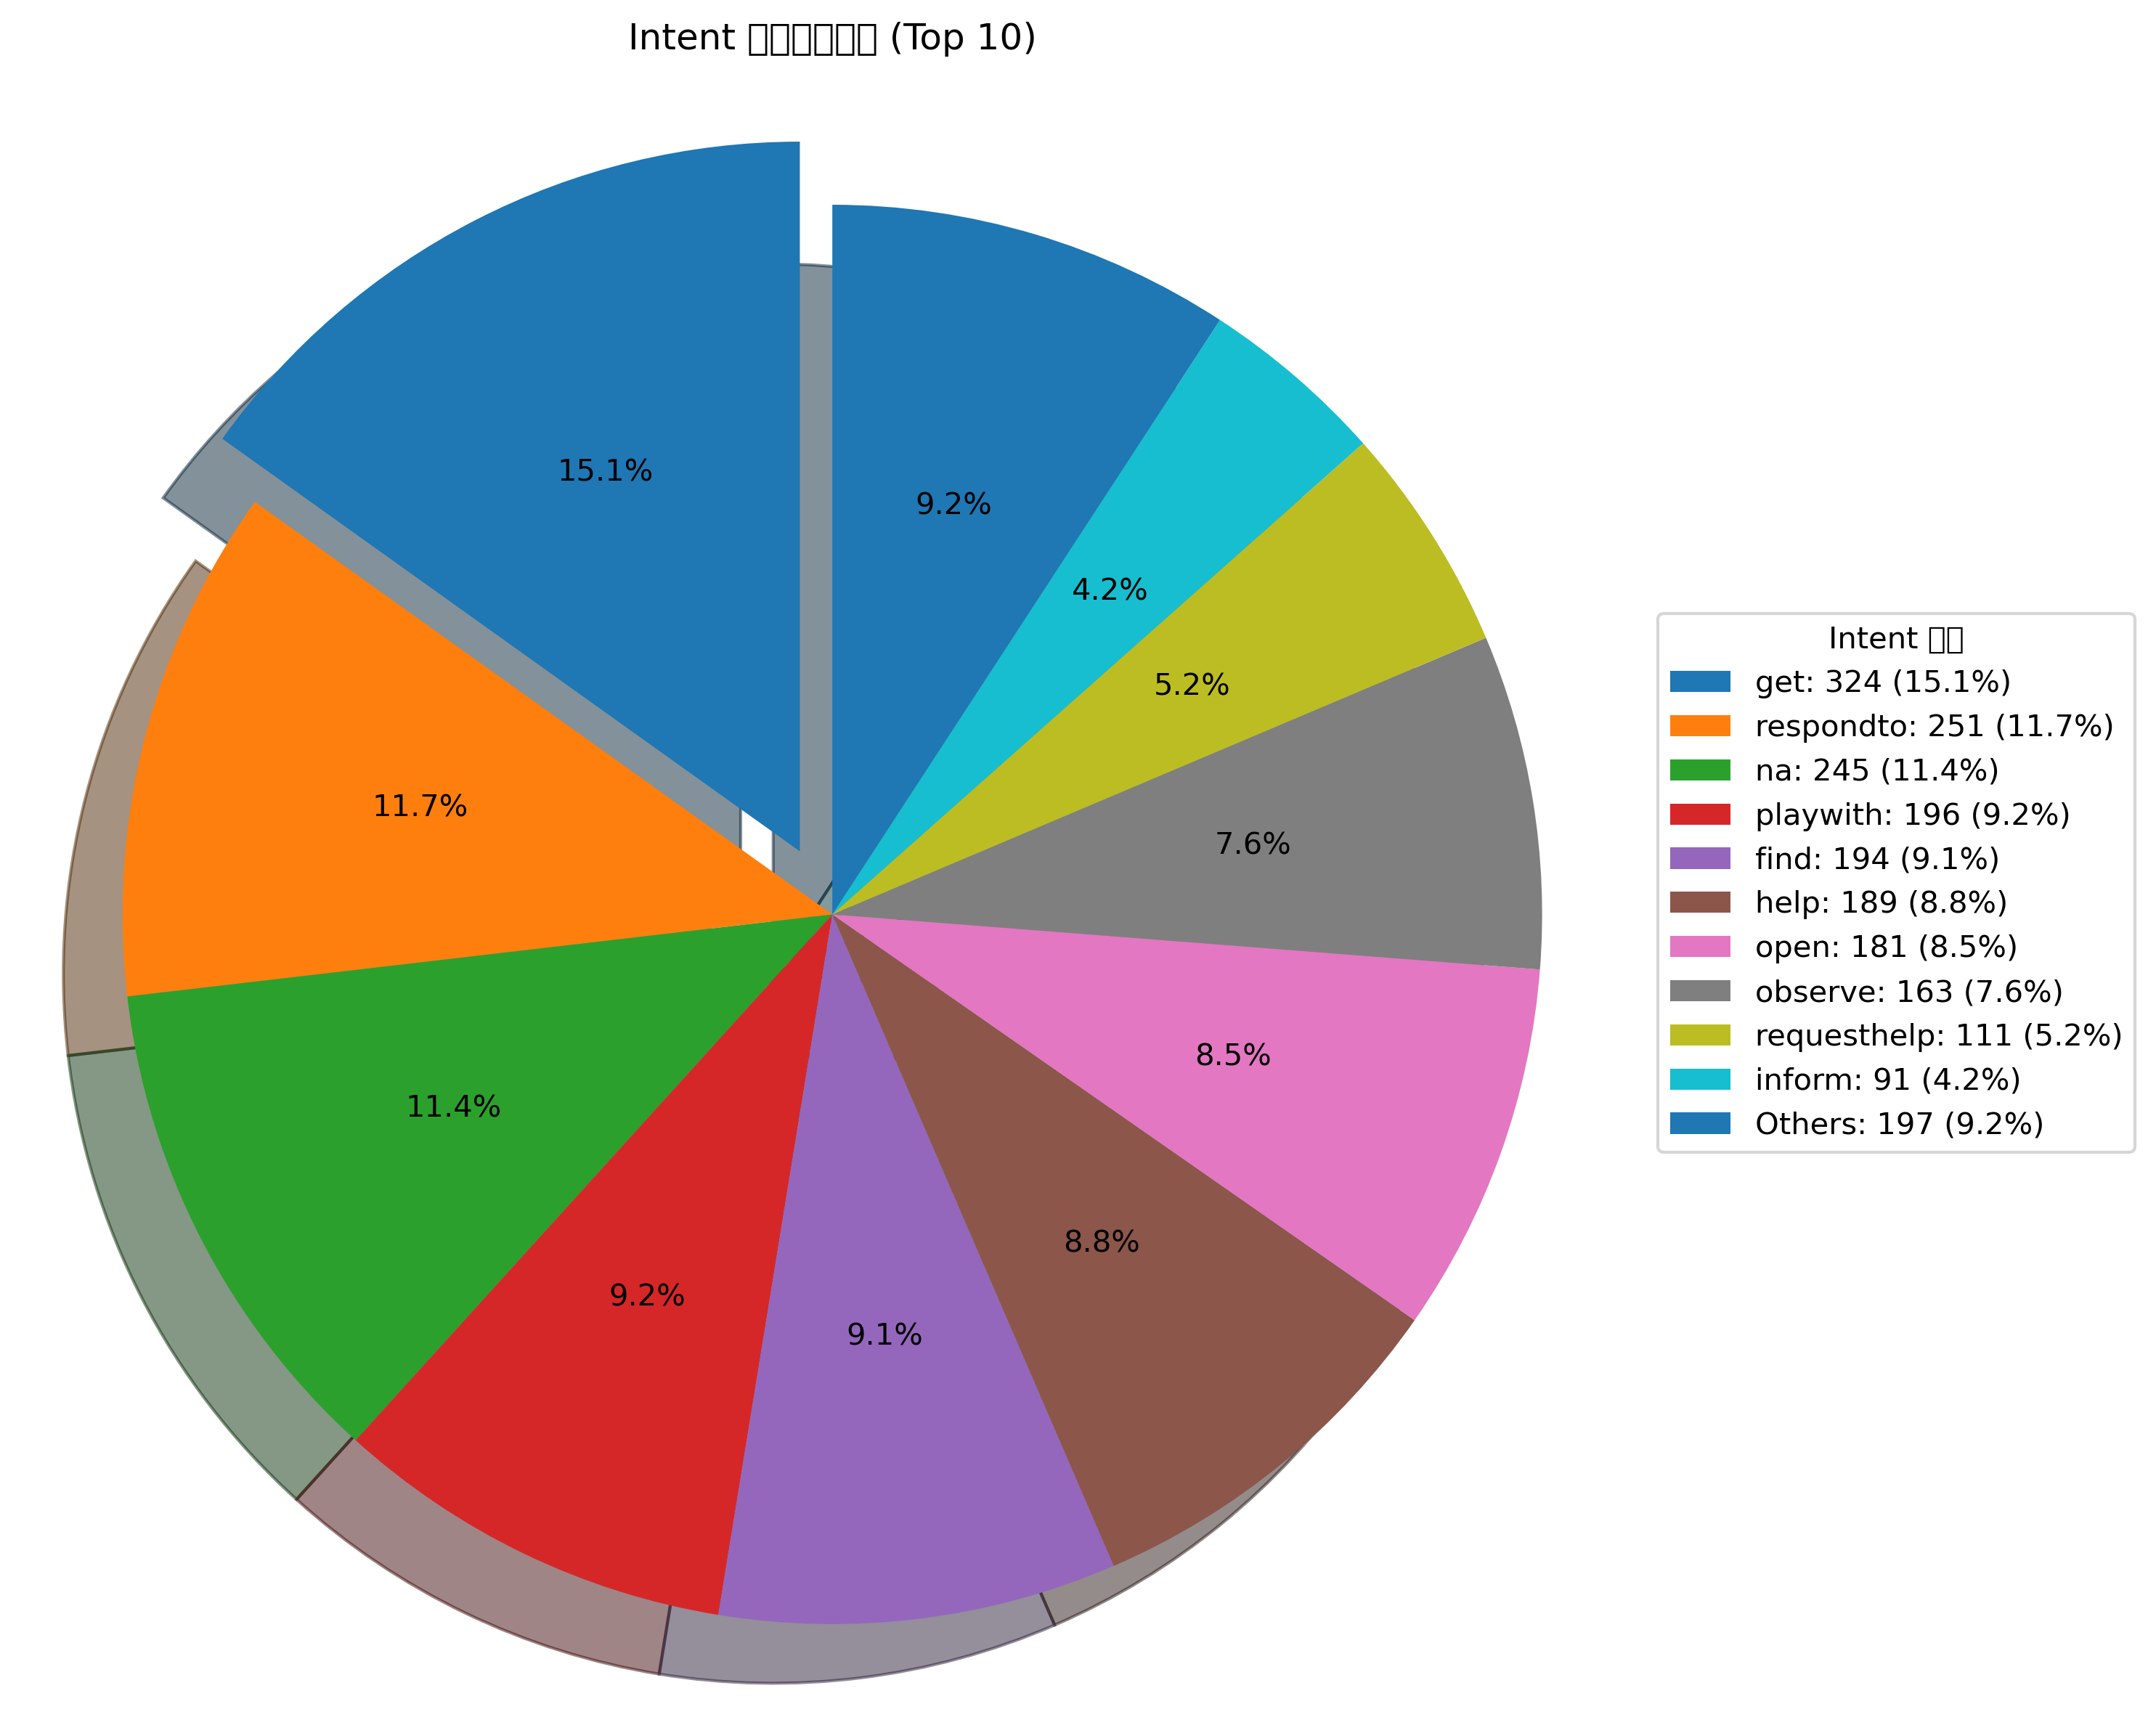 Intent (Top 10)
15.1%
9.2%
4.2%
5.2%
11.7%
7.6%
8.5%
11.4%
8.8%
9.2%
9.1%
Intent
get: 324 (15.1%)
respondto: 251 (11.7%)
na: 245 (11.4%)
playwith: 196 (9.2%)
find: 194 (9.1%)
help: 189 (8.8%)
open: 181 (8.5%)
observe: 163 (7.6%)
requesthelp: 111 (5.2%)
inform: 91 (4.2%)
Others: 197 (9.2%)